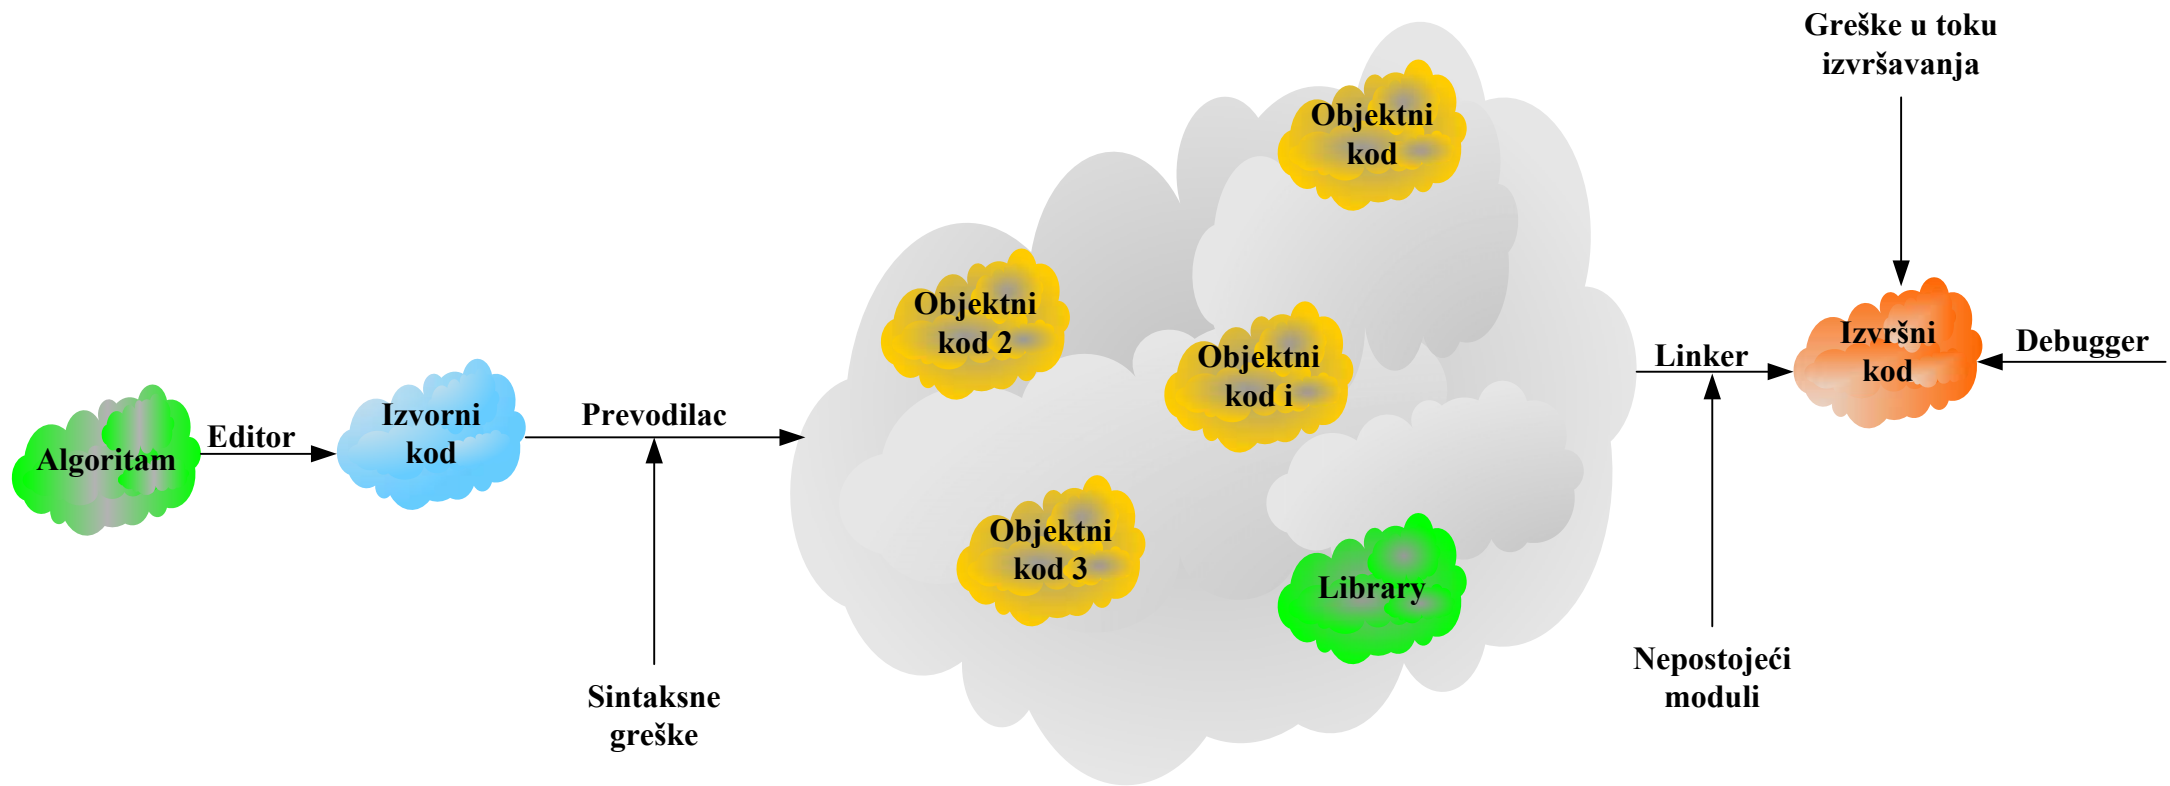 Algoritam
Editor
Izvorni
kod
Prevodilac
Sintaksne
greške
Objektni
kod 2
Objektni
kod 3
Objektni
kod i
Objektni
kod
Library
Linker
Nepostojeći
moduli
Greške u toku
izvršavanja
Izvršni
kod
Debugger